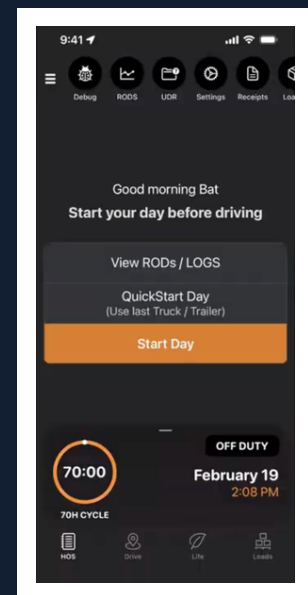 9:41
Debug
RODS
UDR
Settings
Receipts
Loa
Good morning Bat
Start your day before driving
View RODs / LOGS
QuickStart Day
(Use last Truck / Trailer)
Start Day
OFF DUTY
70:00
February 19
2:08 PM
70H CYCLE
HOS
Drive
Life
Loads